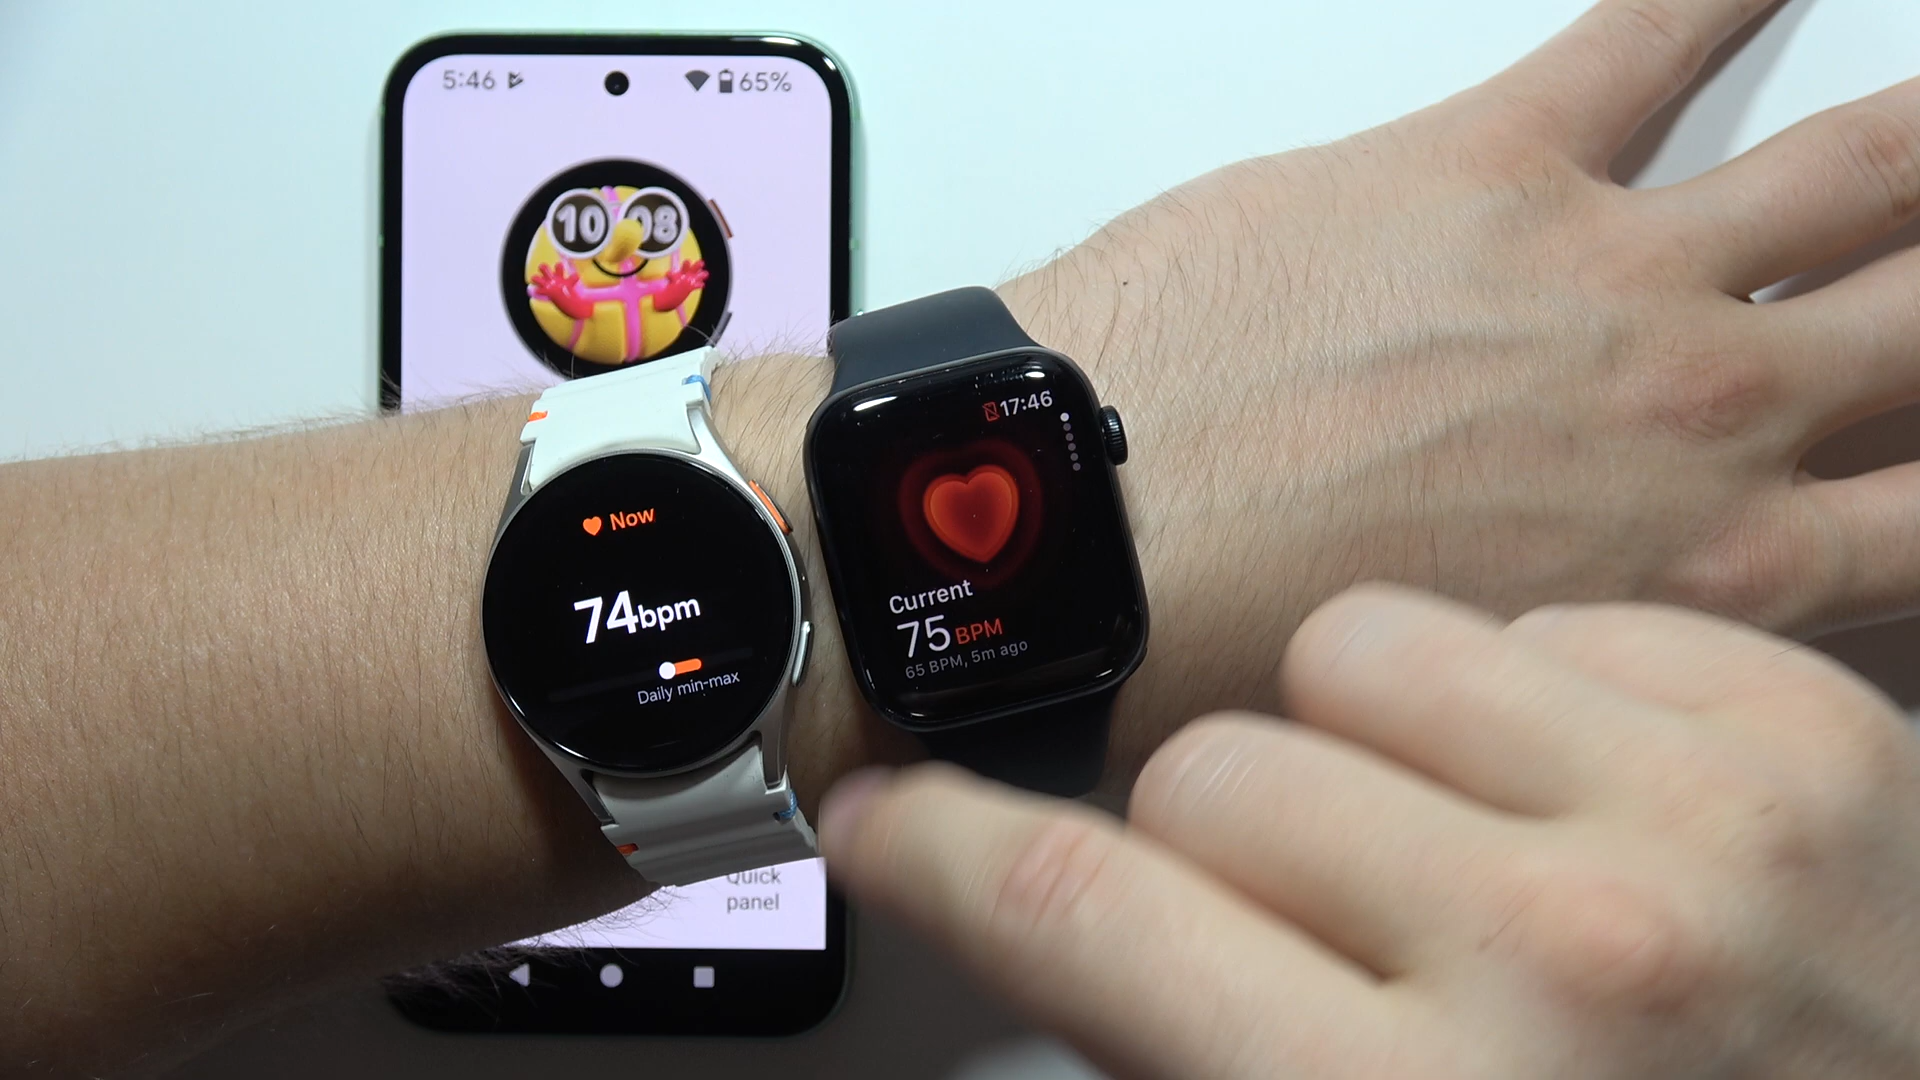 5:46
65%
10 08
Now
74bpm
Daily min-max
17:46
Current
75 BPM
65 BPM, 5m ago
Quick
panel